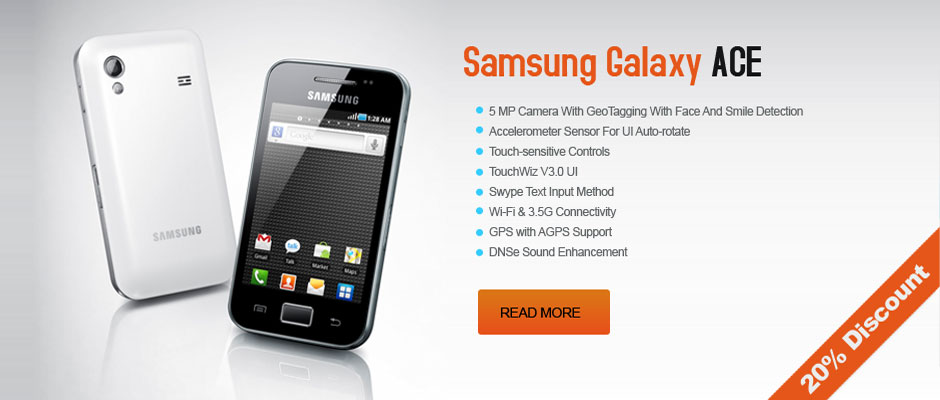 Samsung Galaxy ACE
5 MP Camera With GeoTagging With Face And Smile Detection
Accelerometer Sensor For UI Auto-rotate
Touch-sensitive Controls
TouchWiz V3.0 UI
Swype Text Input Method
Wi-Fi & 3.5G Connectivity
GPS with AGPS Support
DNSe Sound Enhancement
READ MORE
20% Discount
SAMSUNG
SAMSUNG
1:28 AM
Google
Gmail
Talk
Market
Maps